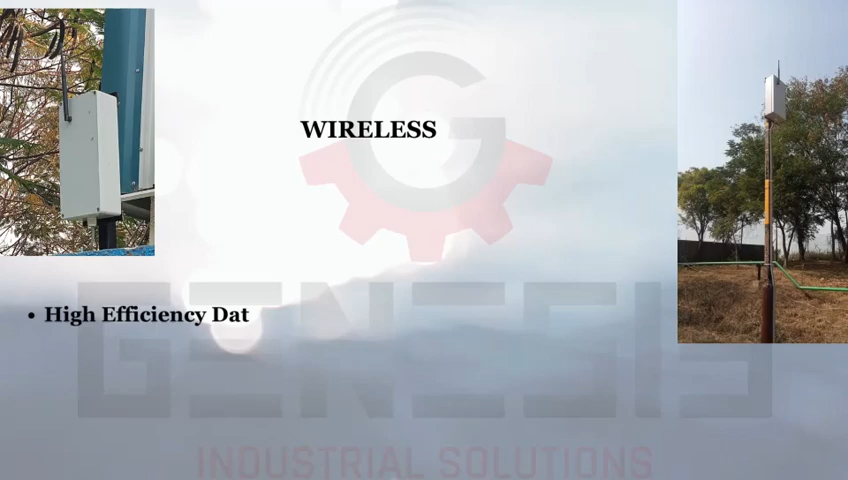 WIRELESS
• High Efficiency Dat
GENESIS
INDUSTRIAL SOLUTIONS